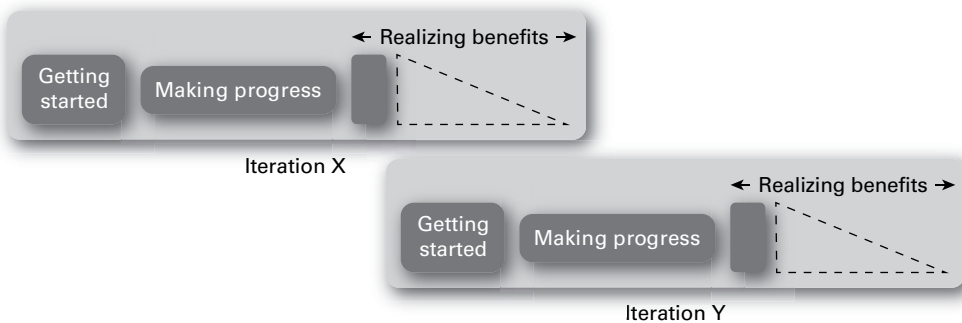 Realizing benefits
Getting
started
Making progress
Iteration X
Realizing benefits
Getting
started
Making progress
Iteration Y